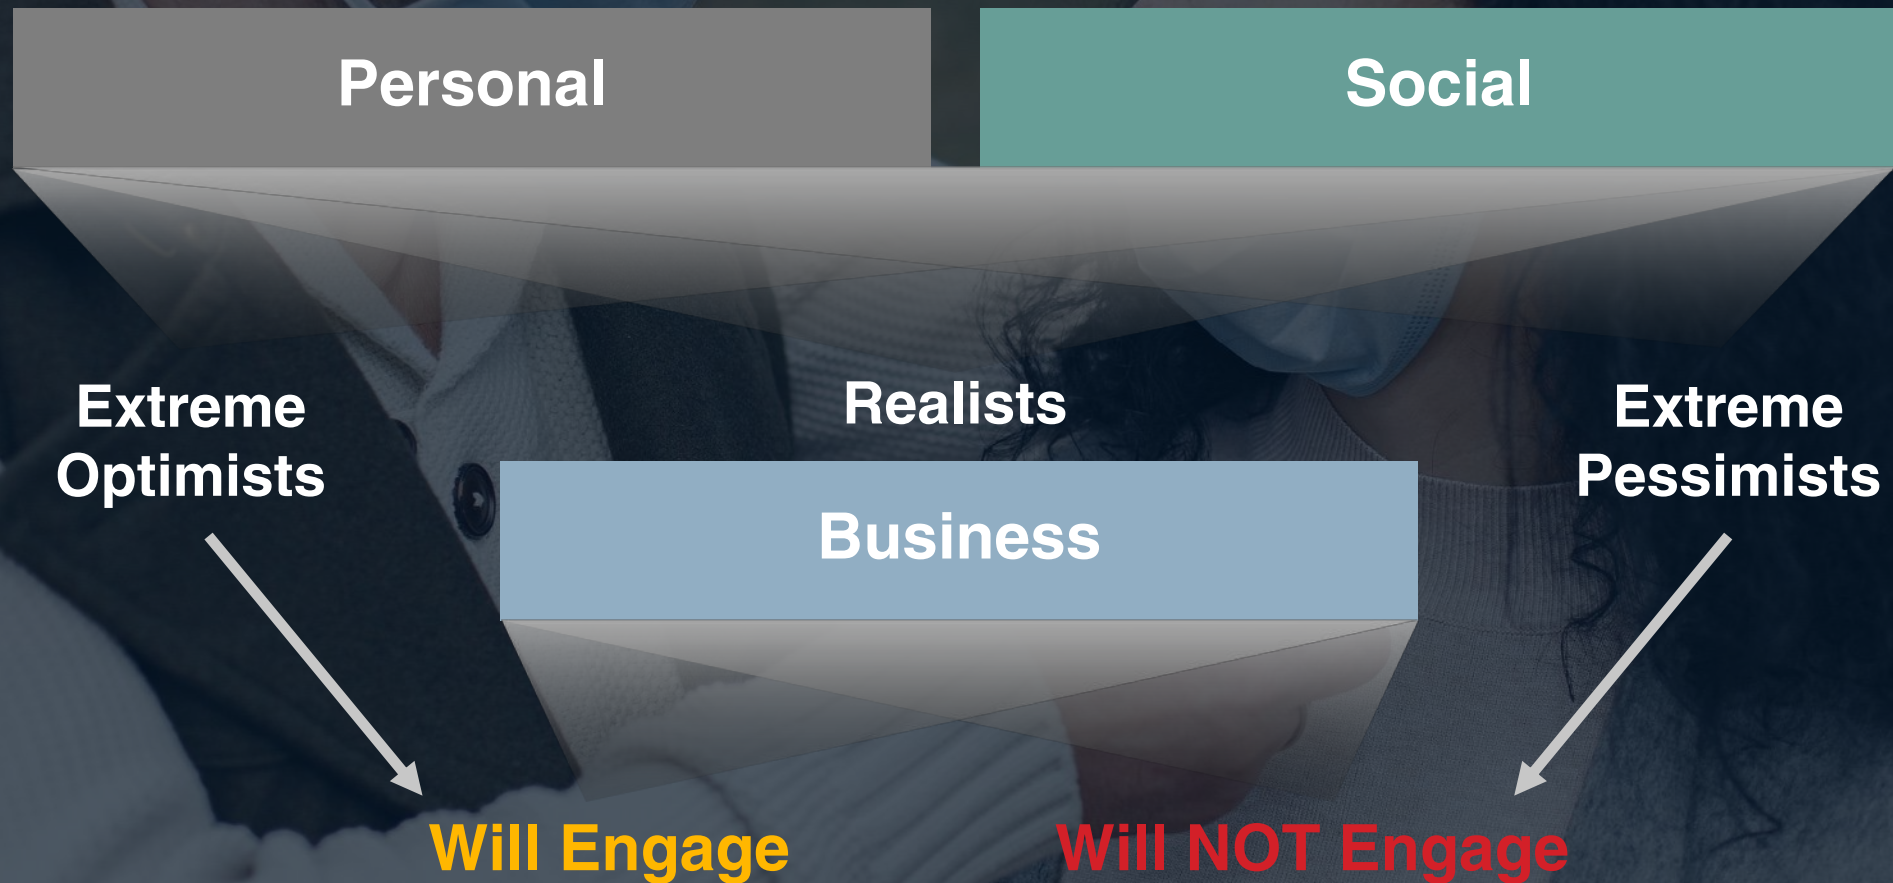 Personal
Social
Extreme
Optimists
Realists
Extreme
Pessimists
Business
Will Engage
Will NOT Engage